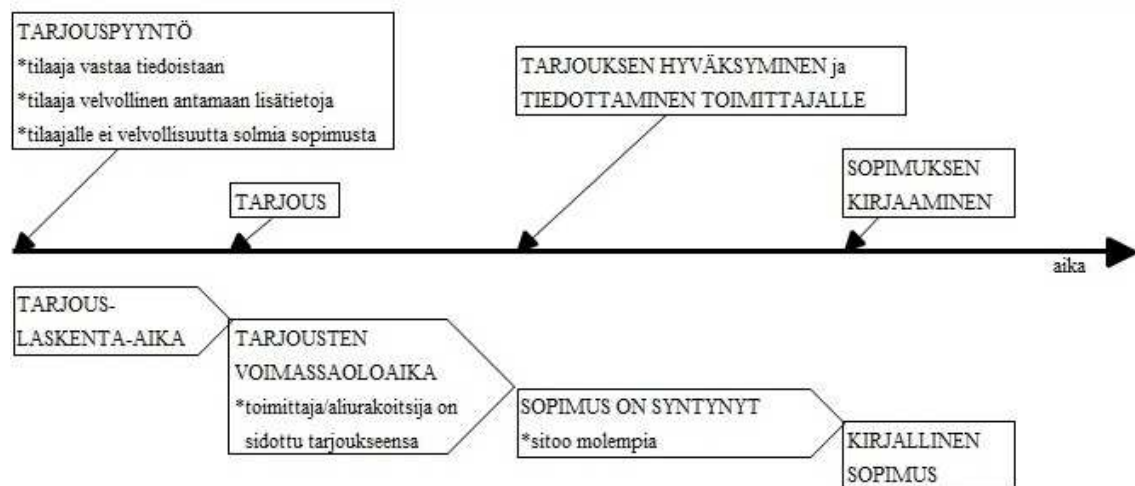 TARJOUSPYYNTÖ
*tilaaja vastaa tiedoistaan
*tilaaja velvollinen antamaan lisätietoja
*tilaajalle ei velvollisuutta solmia sopimusta
TARJOUS
TARJOUKSEN HYVÄKSYMINEN ja
TIEDOTTAMINEN TOIMITTAJALLE
SOPIMUKSEN
KIRJAAMINEN
aika
TARJOUS-
LASKENTA-AIKA
TARJOUSTEN
VOIMASSAOLOAIKA
*toimittaja/aliurakoitsija on
sidottu tarjoukseensa
SOPIMUS ON SYNTYNYT
*sitoo molempia
KIRJALLINEN
SOPIMUS